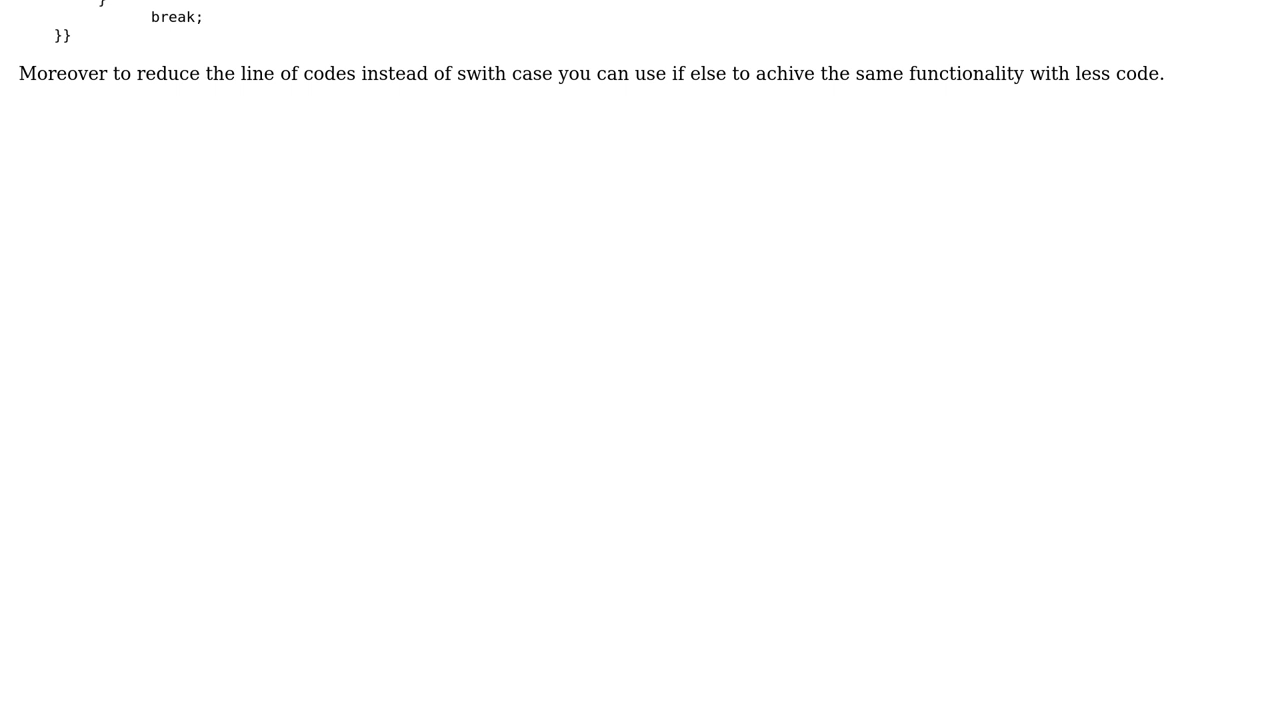 }
break;
}}
Moreover to reduce the line of codes instead of swith case you can use if else to achive the same functionality with less code.